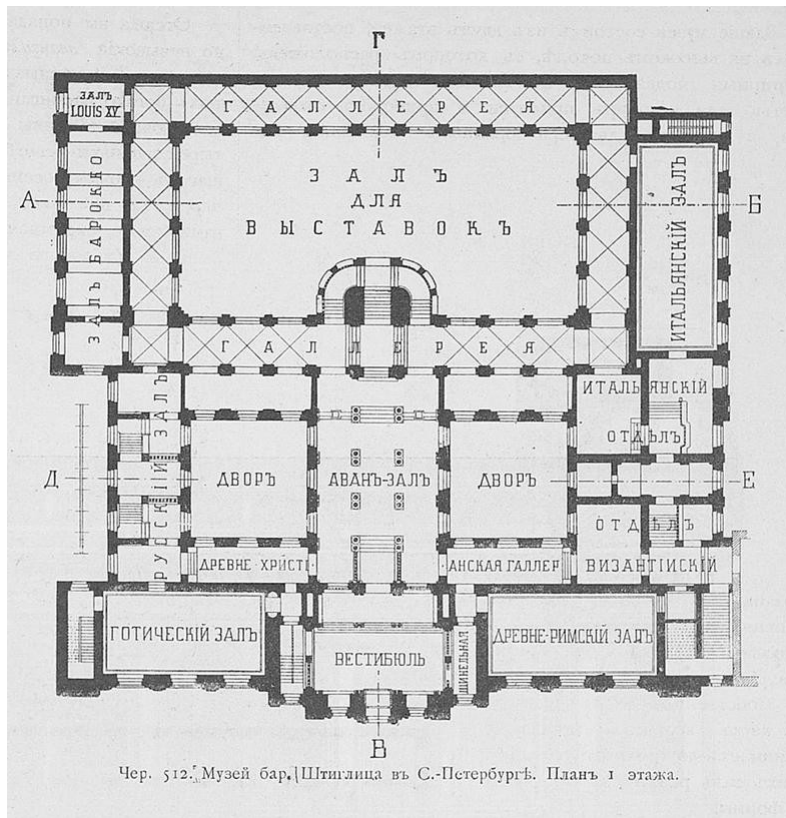 Г
ЗАЛЪ
LOUIS XV.
ГАЛЛЕРЕЯ
ЗАЛЪ
ДЛЯ
ВЫСТАВОКЪ
А
Б
ЗАЛЪ БАРОККО
ИТАЛЬЯНСКІЙ ЗАЛЪ
ГАЛЛЕРЕЯ
ИТАЛЬЯНСКІЙ
ОТДѢЛЪ
РУССКІЙ ЗАЛЪ
Д
ДВОРЪ
АВАНЪ-ЗАЛЪ
ДВОРЪ
Е
ОТДѢЛЪ
ВИЗАНТІЙСКІЙ
ДРЕВНЕ-ХРИСТІ-
АНСКАЯ ГАЛЛЕР
ГОТИЧЕСКІЙ ЗАЛЪ
ВЕСТИБЮЛЬ
ШИНЕЛЬНАЯ
ДРЕВНЕ-РИМСКІЙ ЗАЛЪ
В
Чер. 512. Музей бар. Штиглица въ С.-Петербургѣ. Планъ 1 этажа.